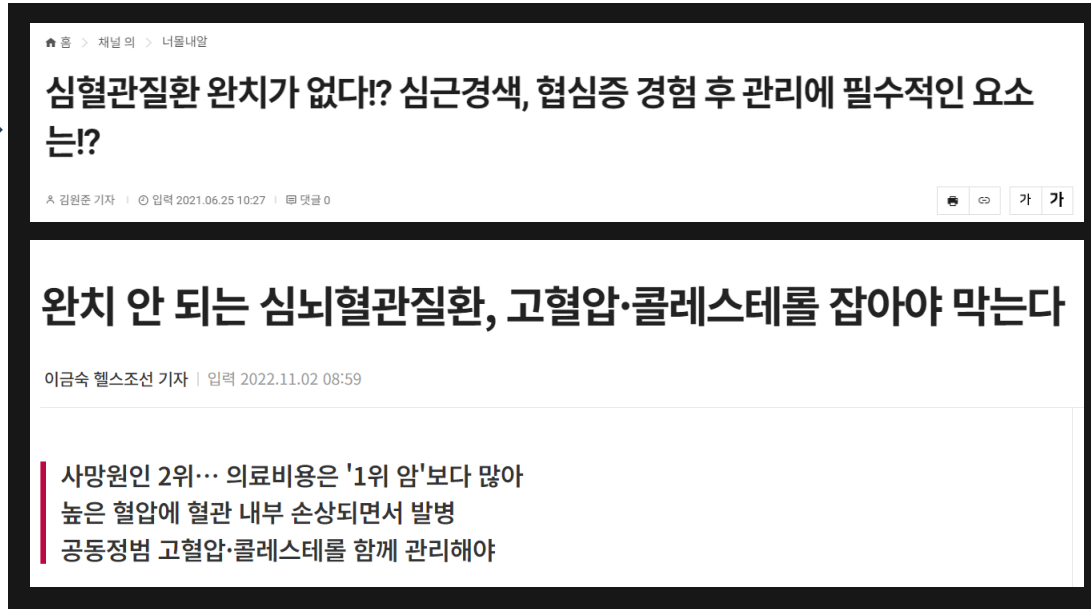 홈 > 채널 의 > 너몰내알
심혈관질환 완치가 없다!? 심근경색, 협심증 경험 후 관리에 필수적인 요소
는!?
김원준 기자 | 입력 2021.06.25 10:27 | 댓글 0
가 가
완치 안 되는 심뇌혈관질환, 고혈압·콜레스테롤 잡아야 막는다
이금숙 헬스조선 기자 | 입력 2022.11.02 08:59
사망원인 2위… 의료비용은 '1위 암'보다 많아
높은 혈압에 혈관 내부 손상되면서 발병
공동정범 고혈압·콜레스테롤 함께 관리해야